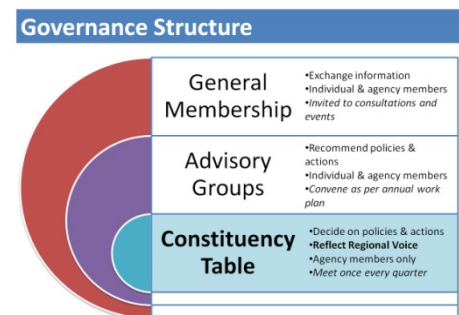 Governance Structure
General
Membership
•Exchange information
•Individual & agency members
•Invited to consultations and
events
Advisory
Groups
•Recommend policies &
actions
•Individual & agency members
•Convene as per annual work
plan
Constituency
Table
•Decide on policies & actions
•Reflect Regional Voice
•Agency members only
•Meet once every quarter